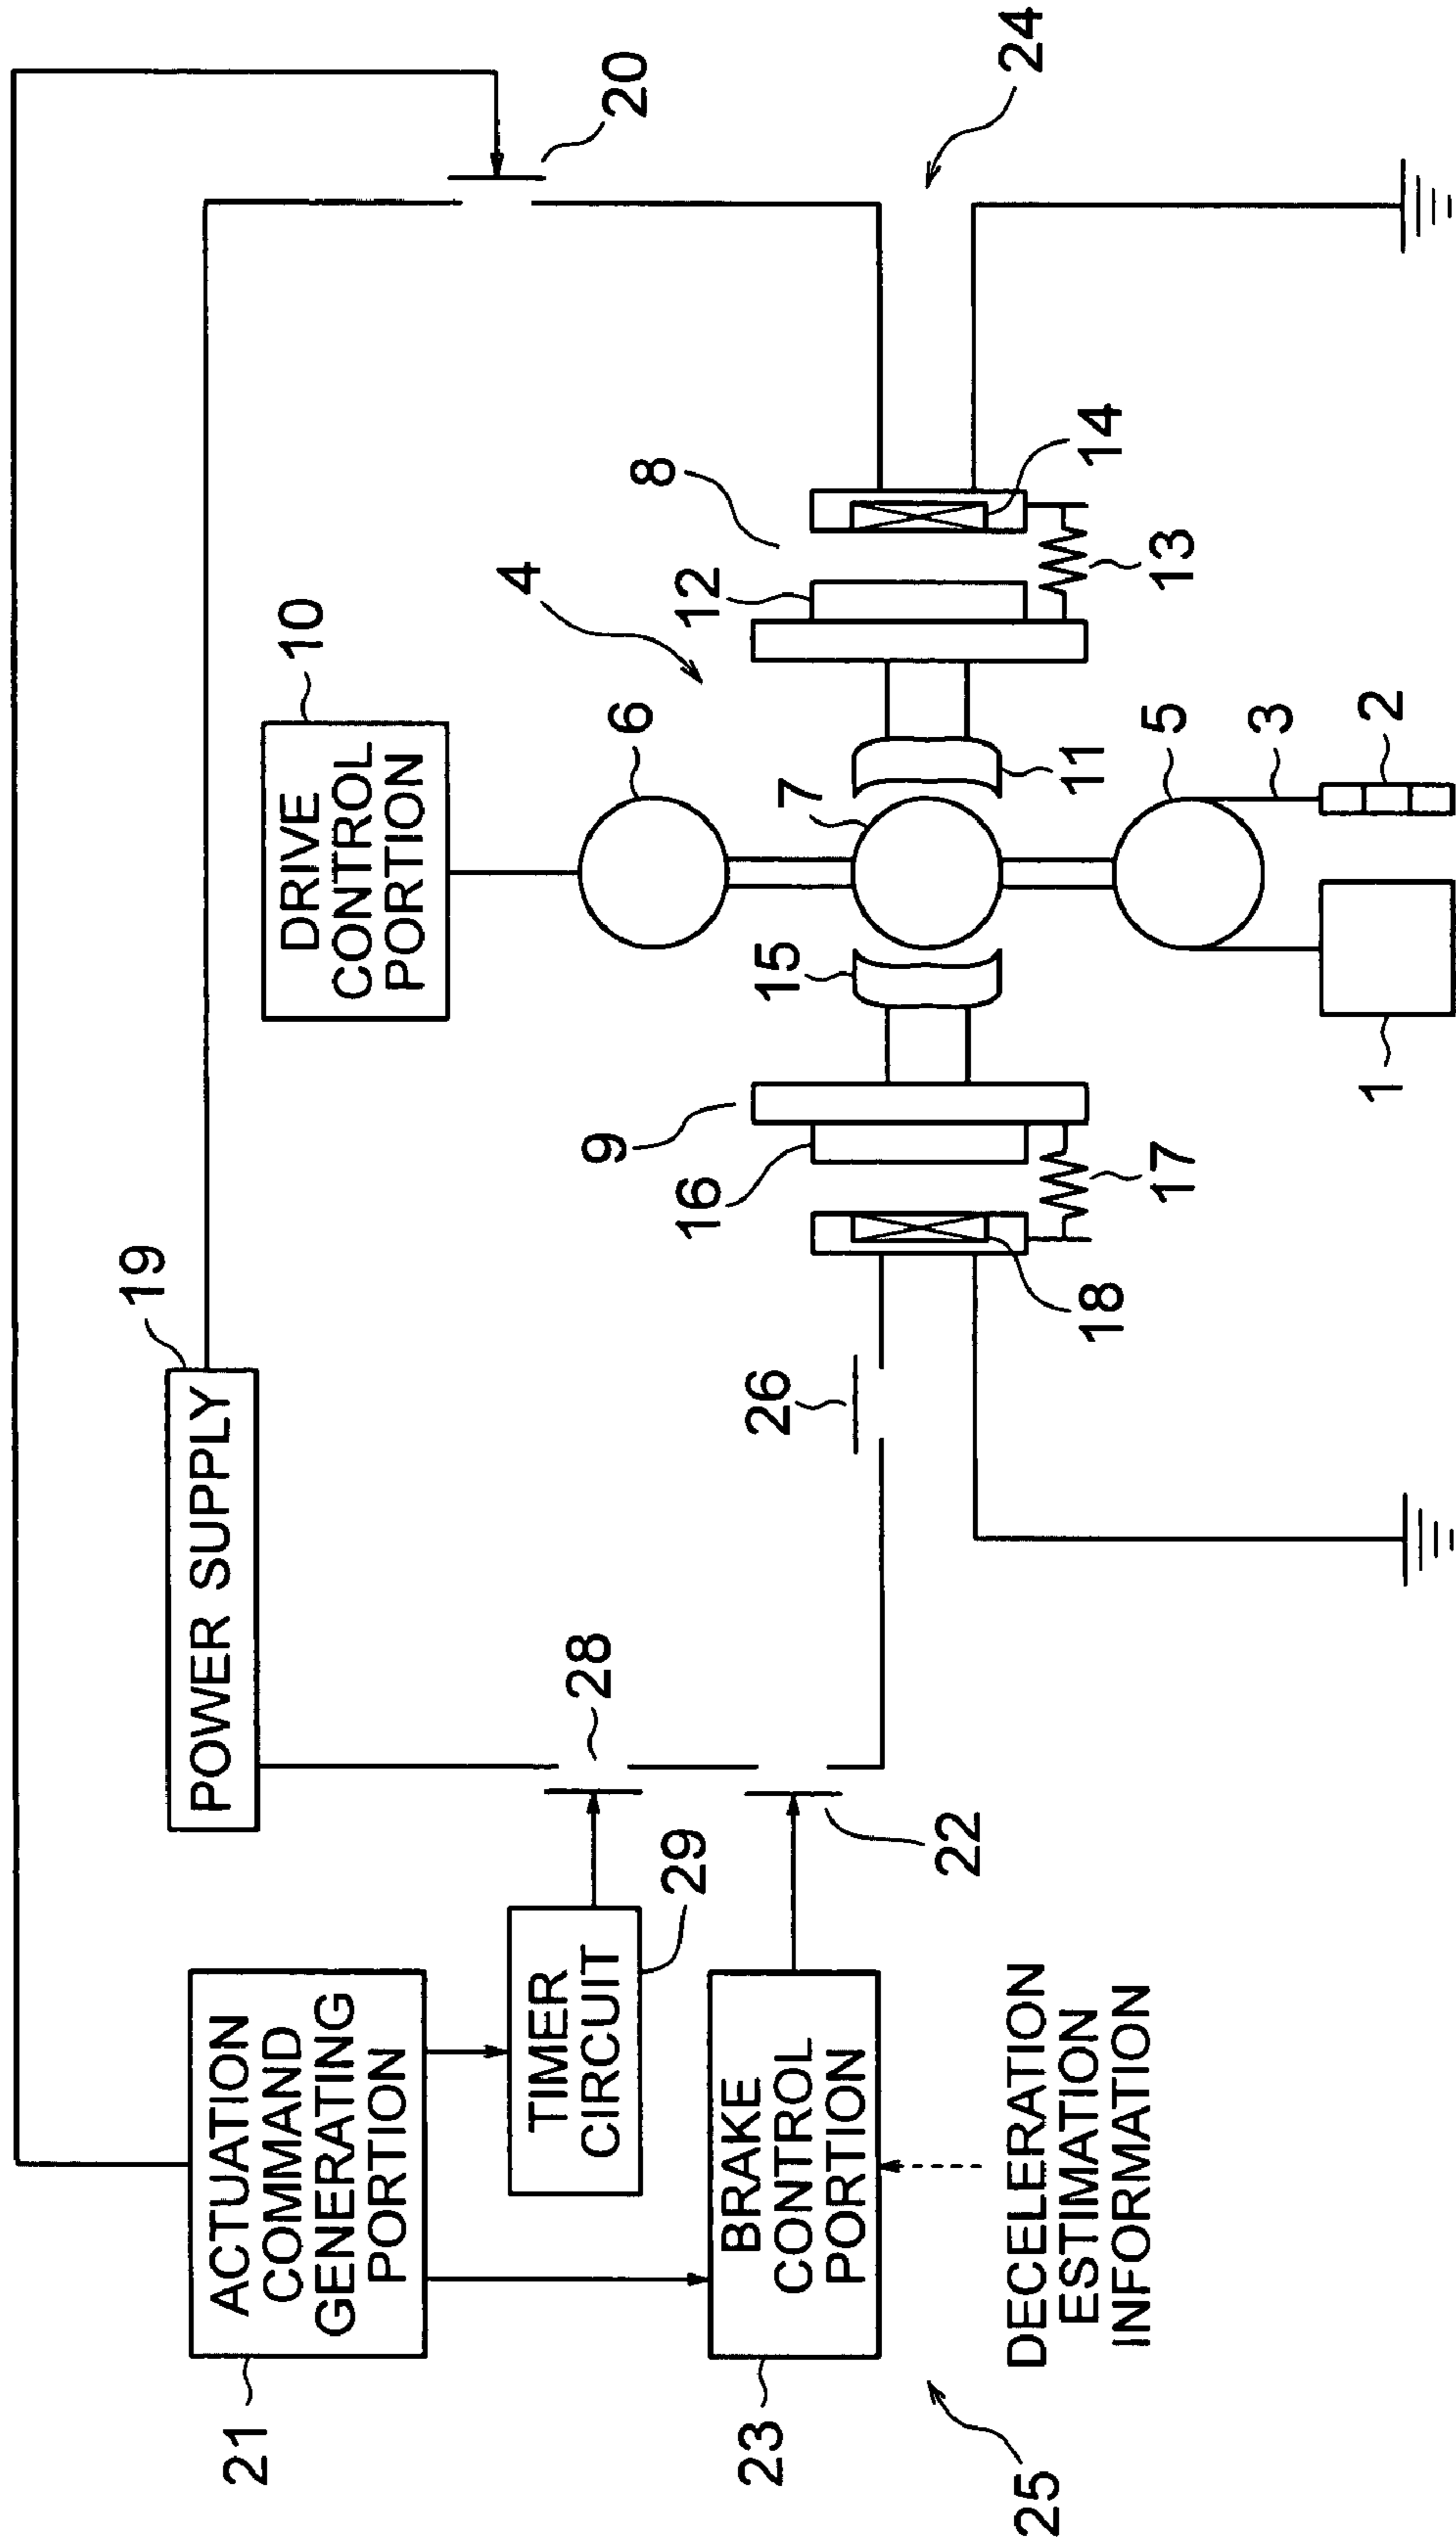 19
POWER SUPPLY
21
ACTUATION
COMMAND
GENERATING
PORTION
10
DRIVE
CONTROL
PORTION
20
4
29
TIMER
CIRCUIT
28
9
6
8
23
BRAKE
CONTROL
PORTION
22
26
16
15
7
12
25
24
DECELERATION
ESTIMATION
INFORMATION
18
17
11
14
13
5
3
1
2